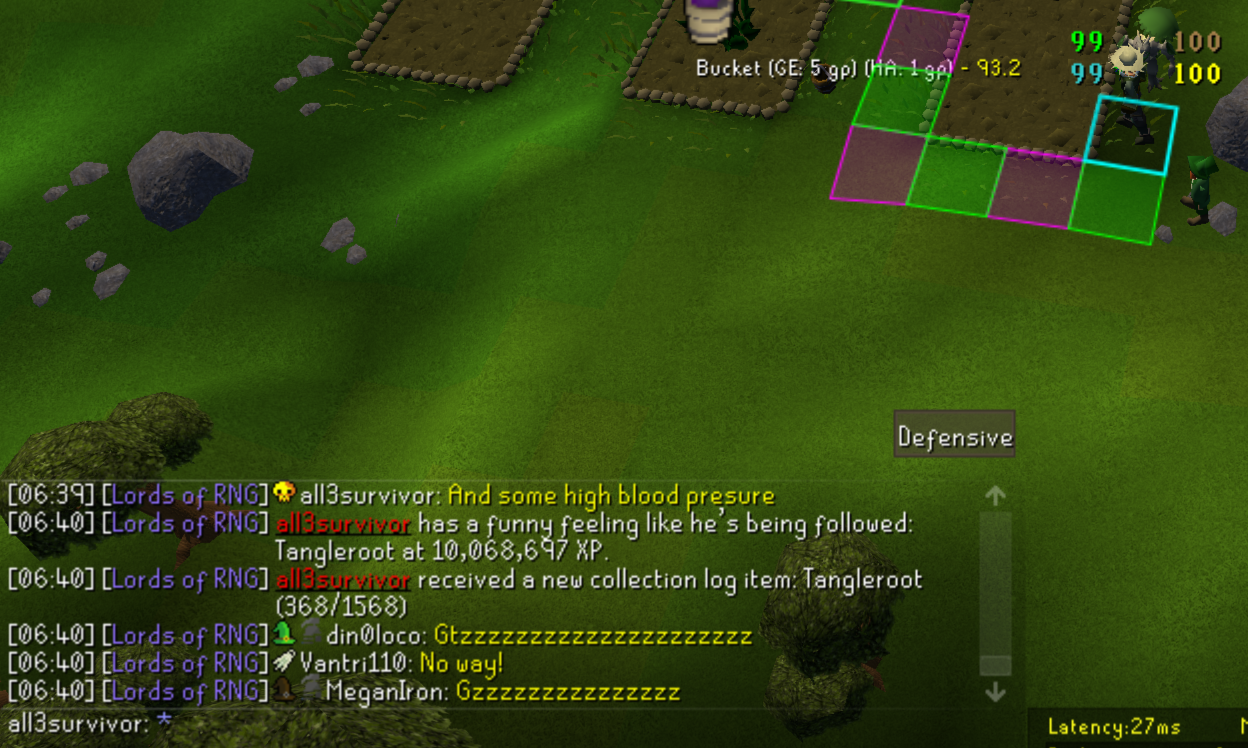 99 100
Bucket (GE: 5 gp) (HA: 1 gp) - 93.2
99 100
Defensive
[06:39] [Lords of RNG] all3survivor: And some high blood presure
[06:40] [Lords of RNG] all3survivor has a funny feeling like he's being followed:
Tangleroot at 10,068,697 XP.
[06:40] [Lords of RNG] all3survivor received a new collection log item: Tangleroot
(368/1568)
[06:40] [Lords of RNG] din0loco: Gtzzzzzzzzzzzzzzzzzzzzz
[06:40] [Lords of RNG] Vantri110: No way!
[06:40] [Lords of RNG] MeganIron: Gzzzzzzzzzzzzzzzz
all3survivor: *
Latency:27ms